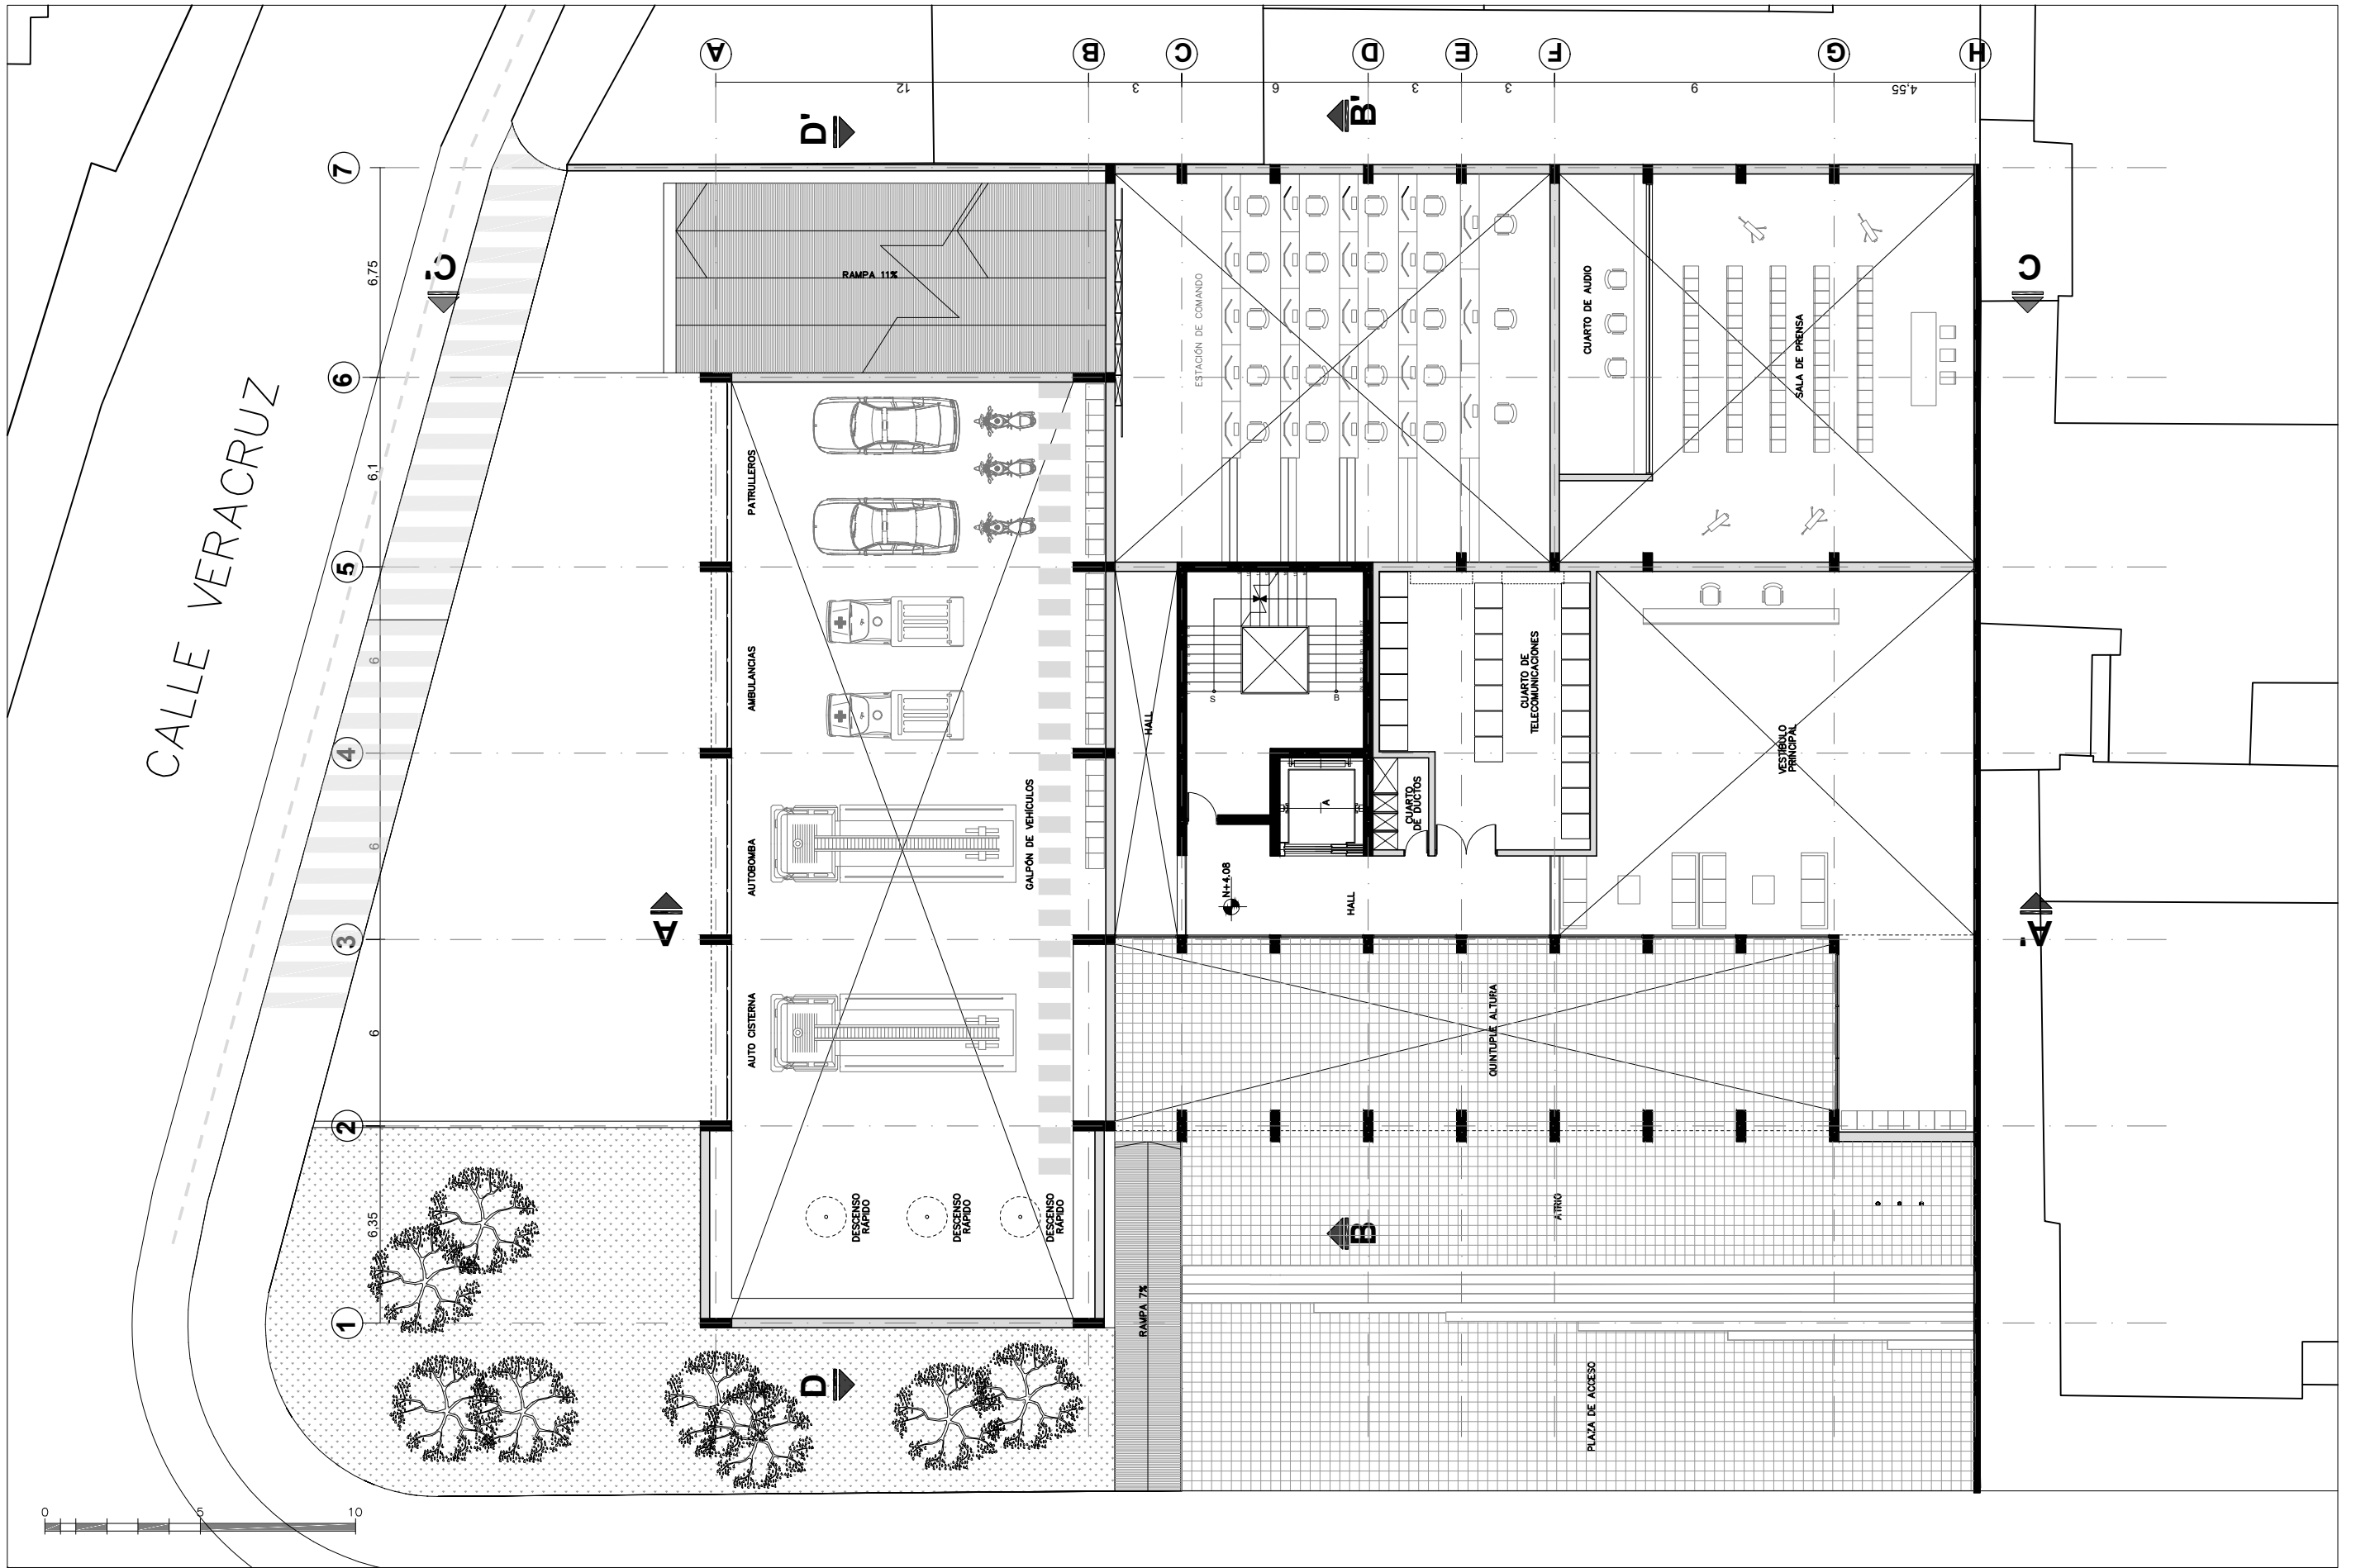 A
B
C
D
E
F
G
H
12
3
6
3
3
9
4,55
D'
B'
7
6
5
4
3
2
1
6,75
6,1
6
6
6
6,35
C'
C
CALLE VERACRUZ
RAMPA 11%
ESTACIÓN DE COMANDO
CUARTO DE AUDIO
SALA DE PRENSA
PATRULLEROS
AMBULANCIAS
AUTOBOMBA
AUTO CISTERNA
GALPÓN DE VEHÍCULOS
HALL
S
B
CUARTO DE
TELECOMUNICACIONES
VESTÍBULO
PRINCIPAL
CUARTO
DE DUCTOS
A
N+4.08
HALL
A
A'
QUINTUPLE ALTURA
DESCENSO
RÁPIDO
DESCENSO
RÁPIDO
DESCENSO
RÁPIDO
ATRIO
B
D
RAMPA 7%
PLAZA DE ACCESO
0
5
10